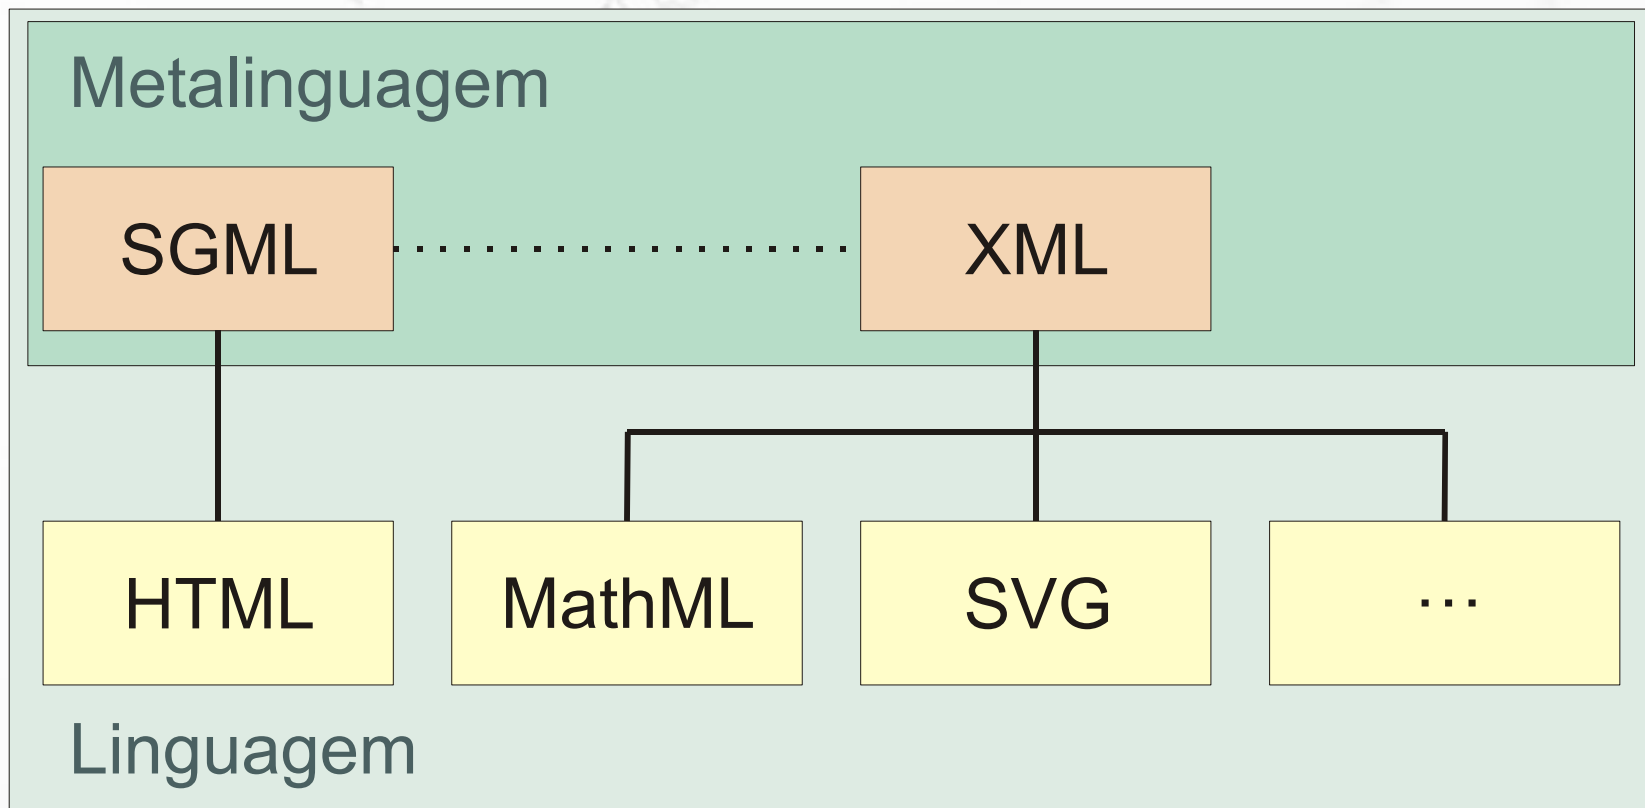 Metalinguagem
SGML
XML
HTML
MathML
SVG
...
Linguagem